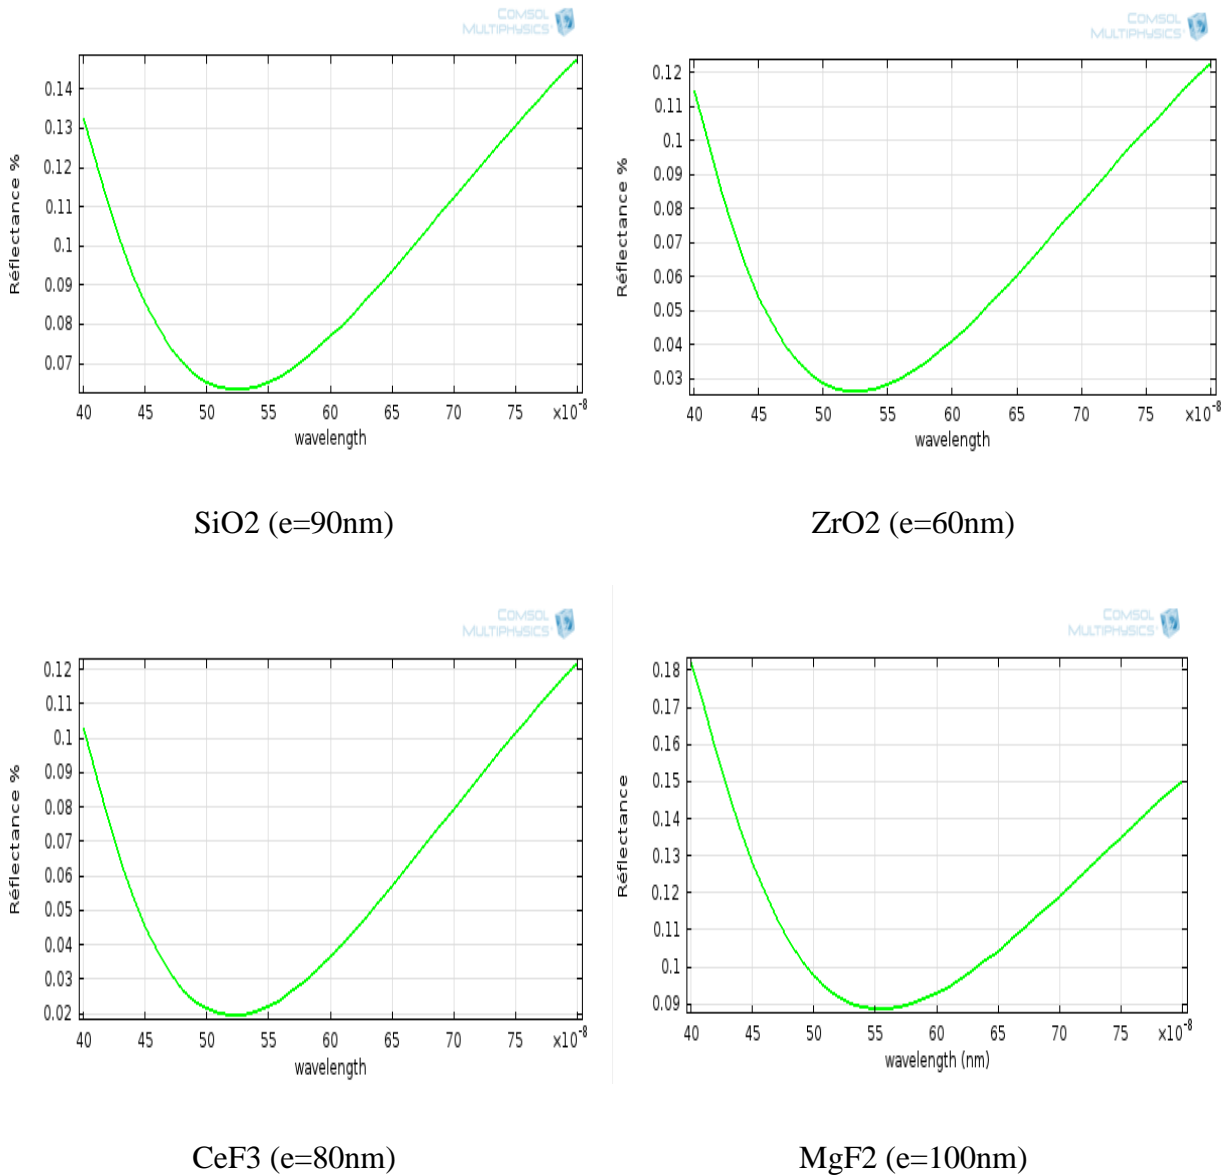 COMSOL
MULTIPHYSICS
Réflectance %
0.14
0.13
0.12
0.11
0.1
0.09
0.08
0.07
40 45 50 55 60 65 70 75 x10-8
wavelength
SiO2 (e=90nm)
COMSOL
MULTIPHYSICS
Réflectance %
0.12
0.11
0.1
0.09
0.08
0.07
0.06
0.05
0.04
0.03
40 45 50 55 60 65 70 75 x10-8
wavelength
ZrO2 (e=60nm)
COMSOL
MULTIPHYSICS
Réflectance %
0.12
0.11
0.1
0.09
0.08
0.07
0.06
0.05
0.04
0.03
0.02
40 45 50 55 60 65 70 75 x10-8
wavelength
CeF3 (e=80nm)
COMSOL
MULTIPHYSICS
Réflectance
0.18
0.17
0.16
0.15
0.14
0.13
0.12
0.11
0.1
0.09
40 45 50 55 60 65 70 75 x10-8
wavelength (nm)
MgF2 (e=100nm)